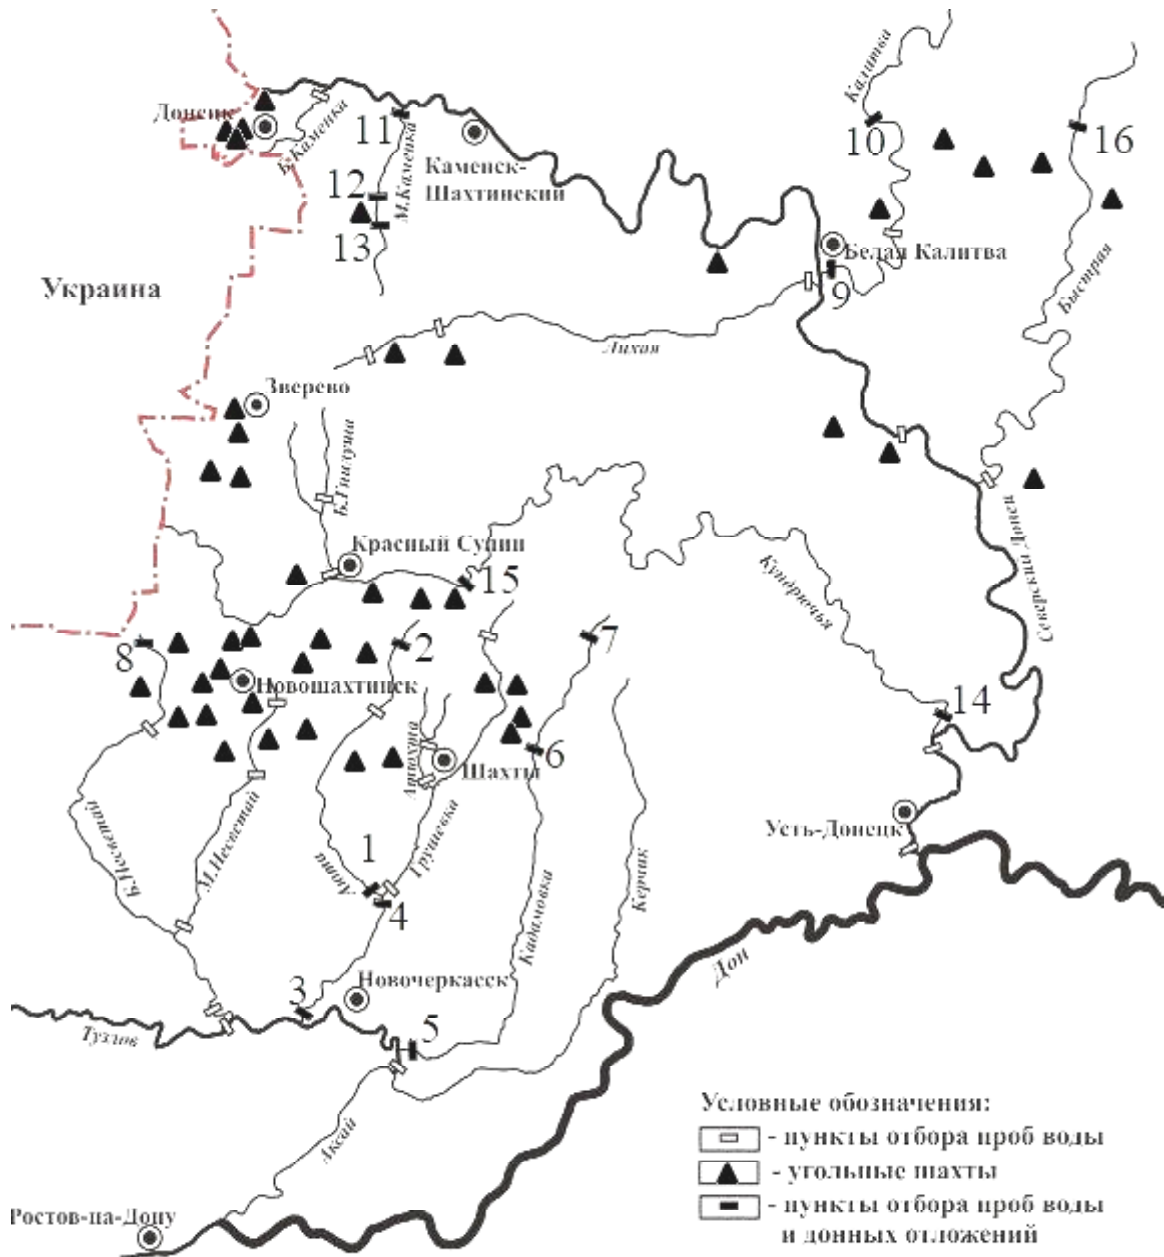 Донецк
Б.Каменка
11
М.Каменка
Каменск-
Шахтинский
Калитва
10
16
12
13
Белая Калитва
9
Быстрая
Украина
Лихая
Зверево
Б.Гнилуша
Красный Сулин
15
Кундрючья
Северский Донец
8
2
7
Новошахтинск
14
6
Шахты
Аюта
Грушевка
1
4
Б.Несветай
М.Несветай
Кадамовка
Керчик
Усть-Донецк
Дон
3
Новочеркасск
5
Тузлов
Аксай
Ростов-на-Дону
Условные обозначения:
- пункты отбора проб воды
- угольные шахты
- пункты отбора проб воды
и донных отложений